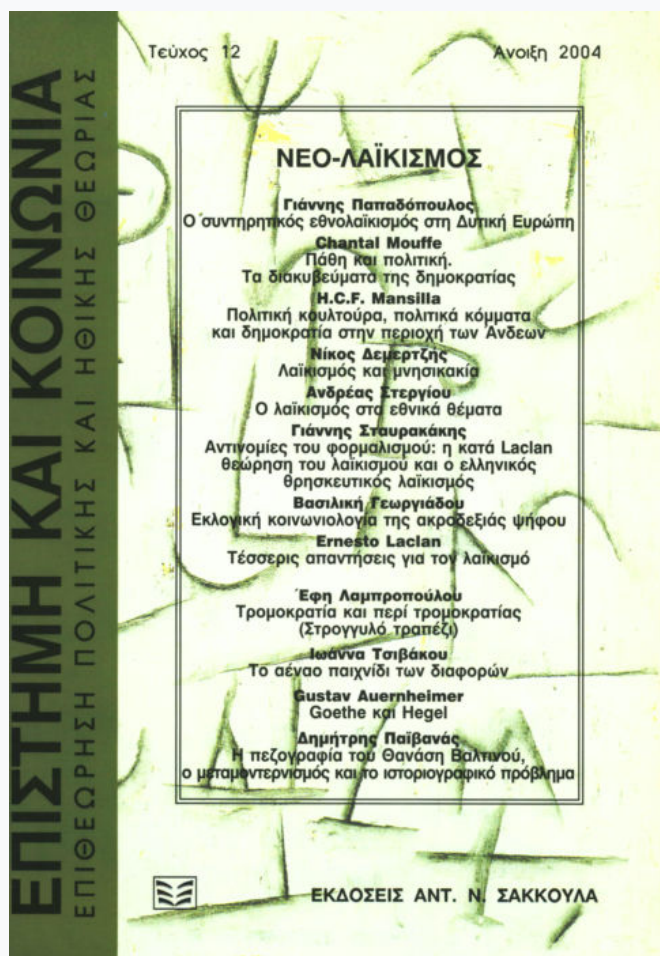 Τεύχος 12
Άνοιξη 2004
ΕΠΙΣΤΗΜΗ ΚΑΙ ΚΟΙΝΩΝΙΑ
ΕΠΙΘΕΩΡΗΣΗ ΠΟΛΙΤΙΚΗΣ ΚΑΙ ΗΘΙΚΗΣ ΘΕΩΡΙΑΣ
ΝΕΟ-ΛΑΪΚΙΣΜΟΣ
Γιάννης Παπαδόπουλος
Ο συντηρητικός εθνολαϊκισμός στη Δυτική Ευρώπη
Chantal Mouffe
Πάθη και πολιτική.
Τα διακυβεύματα της δημοκρατίας
H.C.F. Mansilla
Πολιτική κουλτούρα, πολιτικά κόμματα
και δημοκρατία στην περιοχή των Άνδεων
Νίκος Δεμερτζής
Λαϊκισμός και μνησικακία
Ανδρέας Στεργίου
Ο λαϊκισμός στα εθνικά θέματα
Γιάννης Σταυρακάκης
Αντινομίες του φορμαλισμού: η κατά Laclan
θεώρηση του λαϊκισμού και ο ελληνικός
θρησκευτικός λαϊκισμός
Βασιλική Γεωργιάδου
Εκλογική κοινωνιολογία της ακροδεξιάς ψήφου
Ernesto Laclan
Τέσσερις απαντήσεις για τον λαϊκισμό
Έφη Λαμπροπούλου
Τρομοκρατία και περί τρομοκρατίας
(Στρογγυλό τραπέζι)
Ιωάννα Τσιβάκου
Το αέναο παιχνίδι των διαφορών
Gustav Auernheimer
Goethe και Hegel
Δημήτρης Παϊβανάς
Η πεζογραφία του Θανάση Βαλτινού,
ο μεταμοντερνισμός και το ιστοριογραφικό πρόβλημα
ΕΚΔΟΣΕΙΣ ΑΝΤ. Ν. ΣΑΚΚΟΥΛΑ